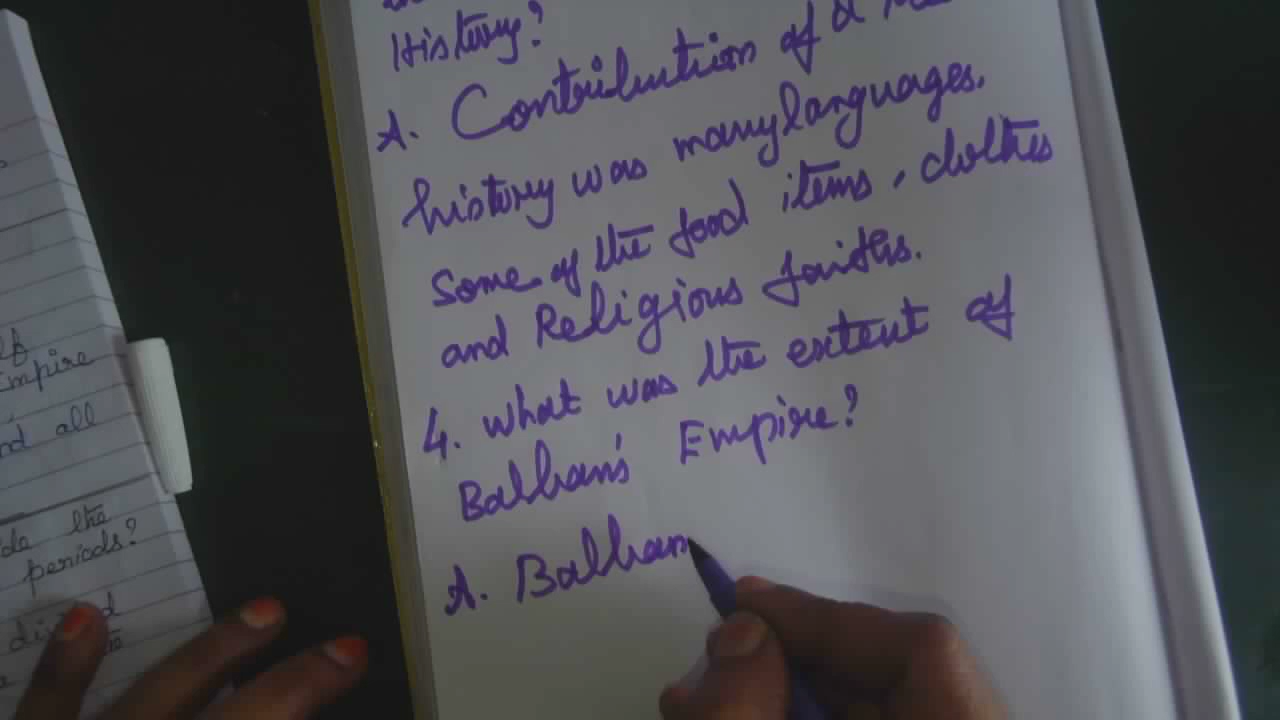 History?
A. Contribution of
history was many languages.
Some of the food items, clothes
and Religious faiths.
4. What was the extent of
Balban's Empire?
A. Balban
Empire
nd all
the
periods?